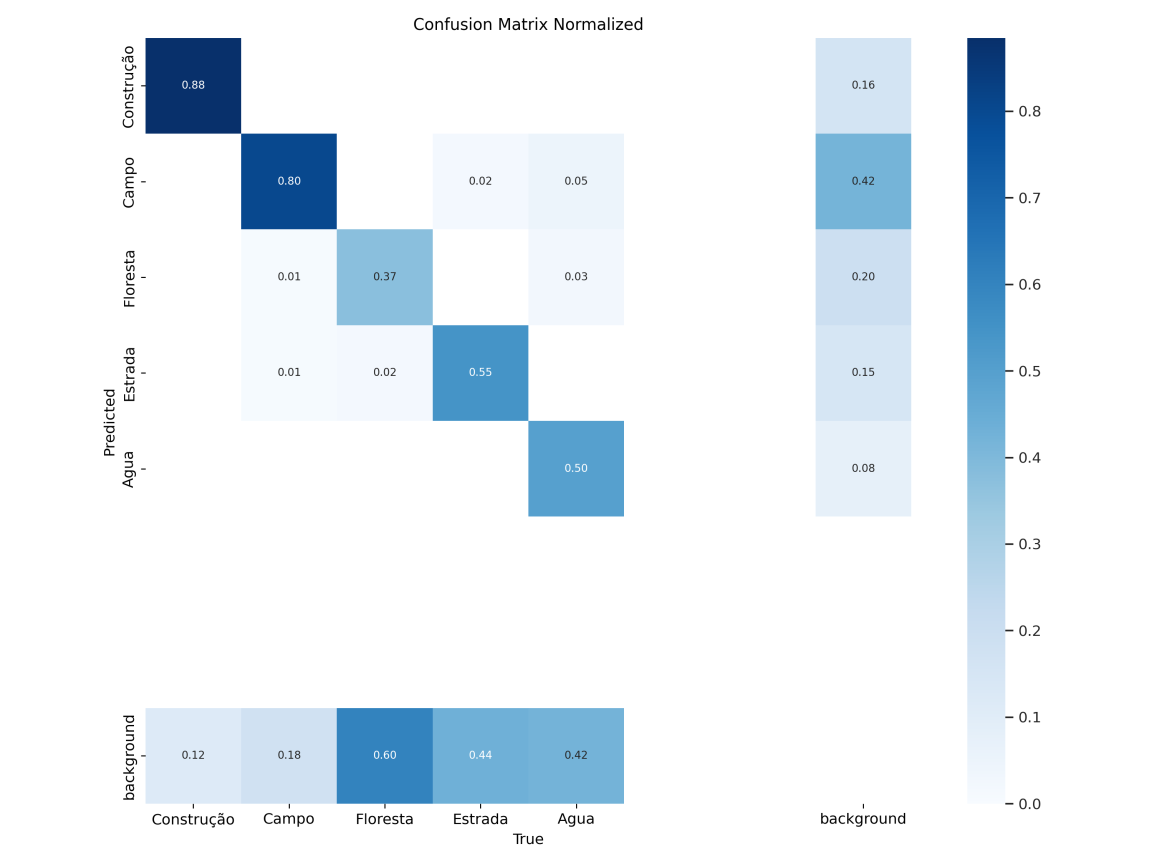 Confusion Matrix Normalized
Construção
0.88
0.16
0.8
Campo
0.80
0.02
0.05
0.42
0.7
Floresta
0.01
0.37
0.03
0.20
0.6
0.5
Estrada
0.01
0.02
0.55
0.15
Predicted
0.4
Agua
0.50
0.08
0.3
0.2
0.1
background
0.12
0.18
0.60
0.44
0.42
0.0
Construção
Campo
Floresta
Estrada
Agua
background
True